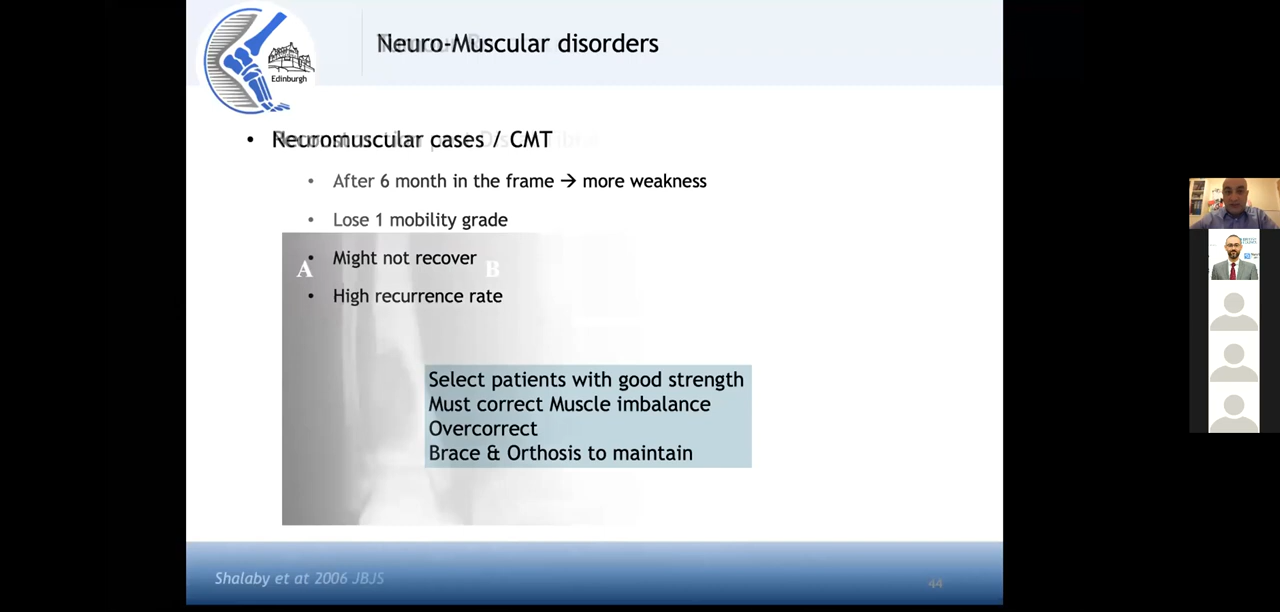 Edinburgh
Neuro-Muscular disorders
• Neuromuscular cases / CMT
• After 6 month in the frame → more weakness
• Lose 1 mobility grade
• Might not recover
A B
• High recurrence rate
Select patients with good strength
Must correct Muscle imbalance
Overcorrect
Brace & Orthosis to maintain
Shalaby et at 2006 JBJS
44